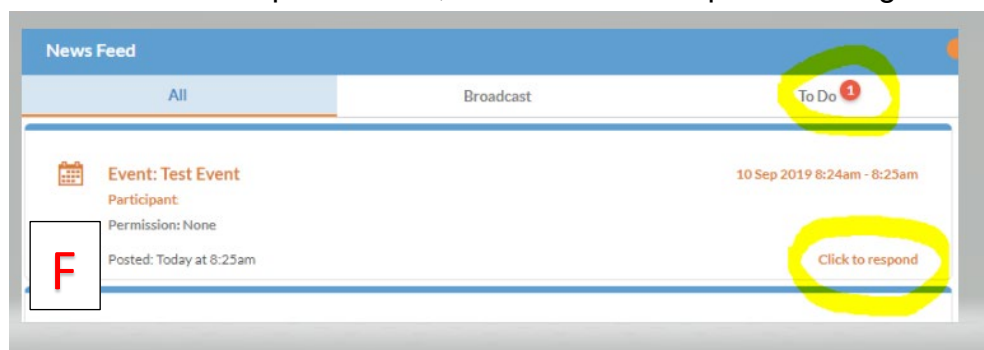 News Feed
All Broadcast To Do 1
Event: Test Event 10 Sep 2019 8:24am - 8:25am
Participant
Permission: None
F
Posted: Today at 8:25am Click to respond